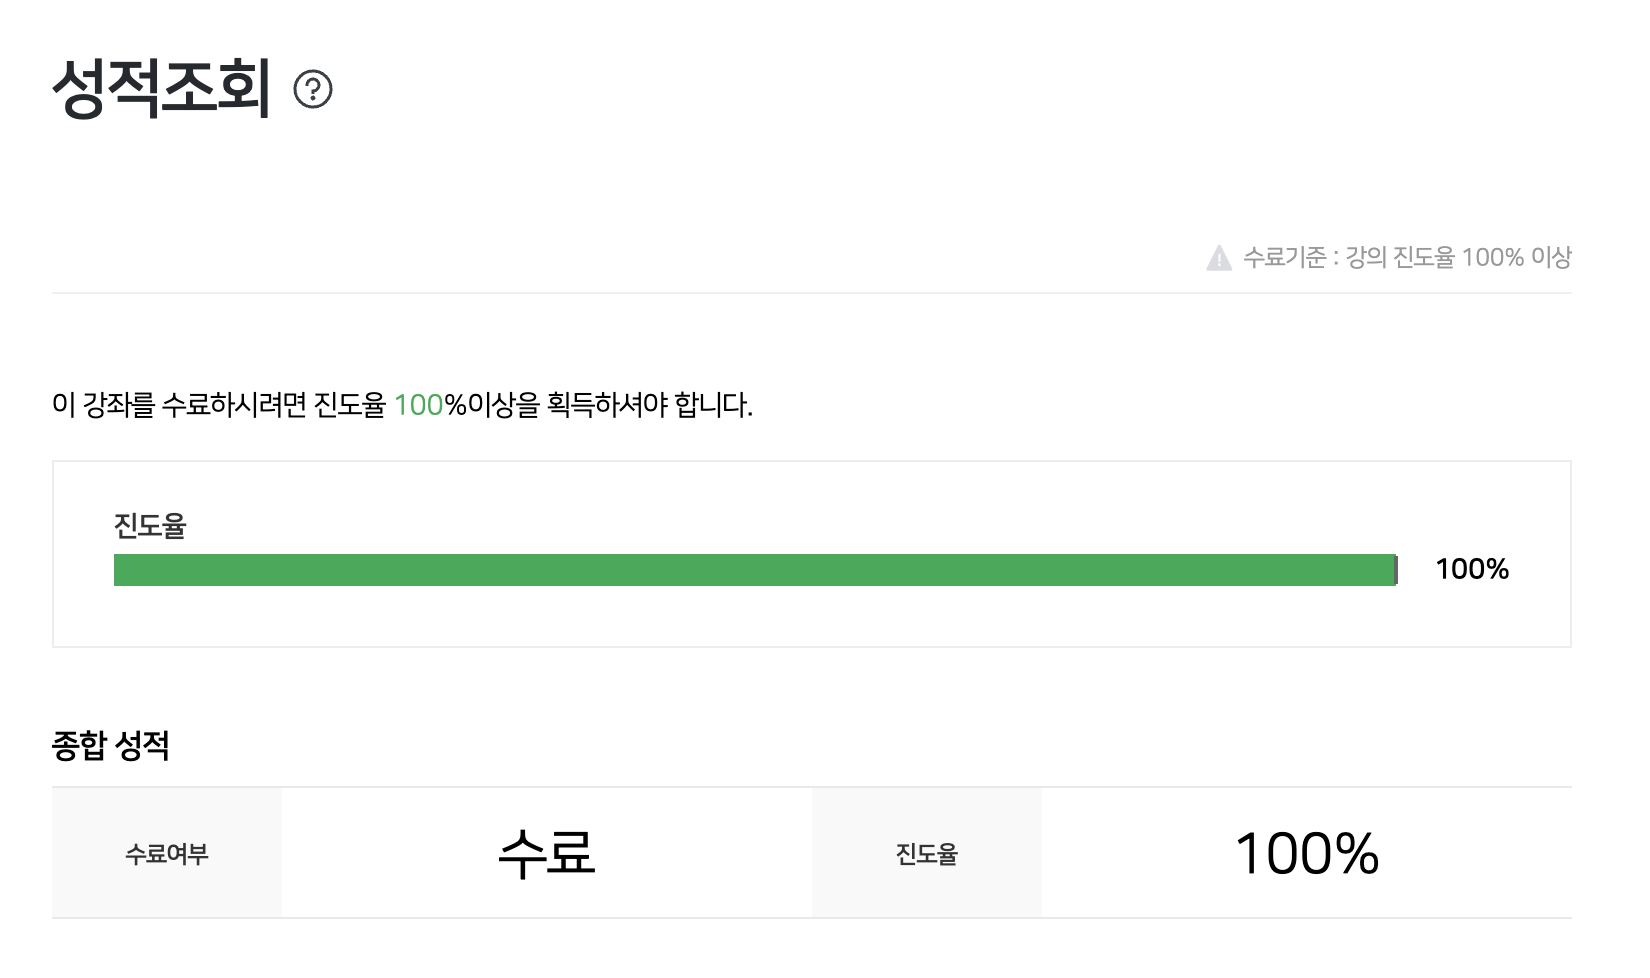 성적조회 ?
수료기준 : 강의 진도율 100% 이상
이 강좌를 수료하시려면 진도율 100%이상을 획득하셔야 합니다.
진도율
100%
종합 성적
수료여부 수료 진도율 100%